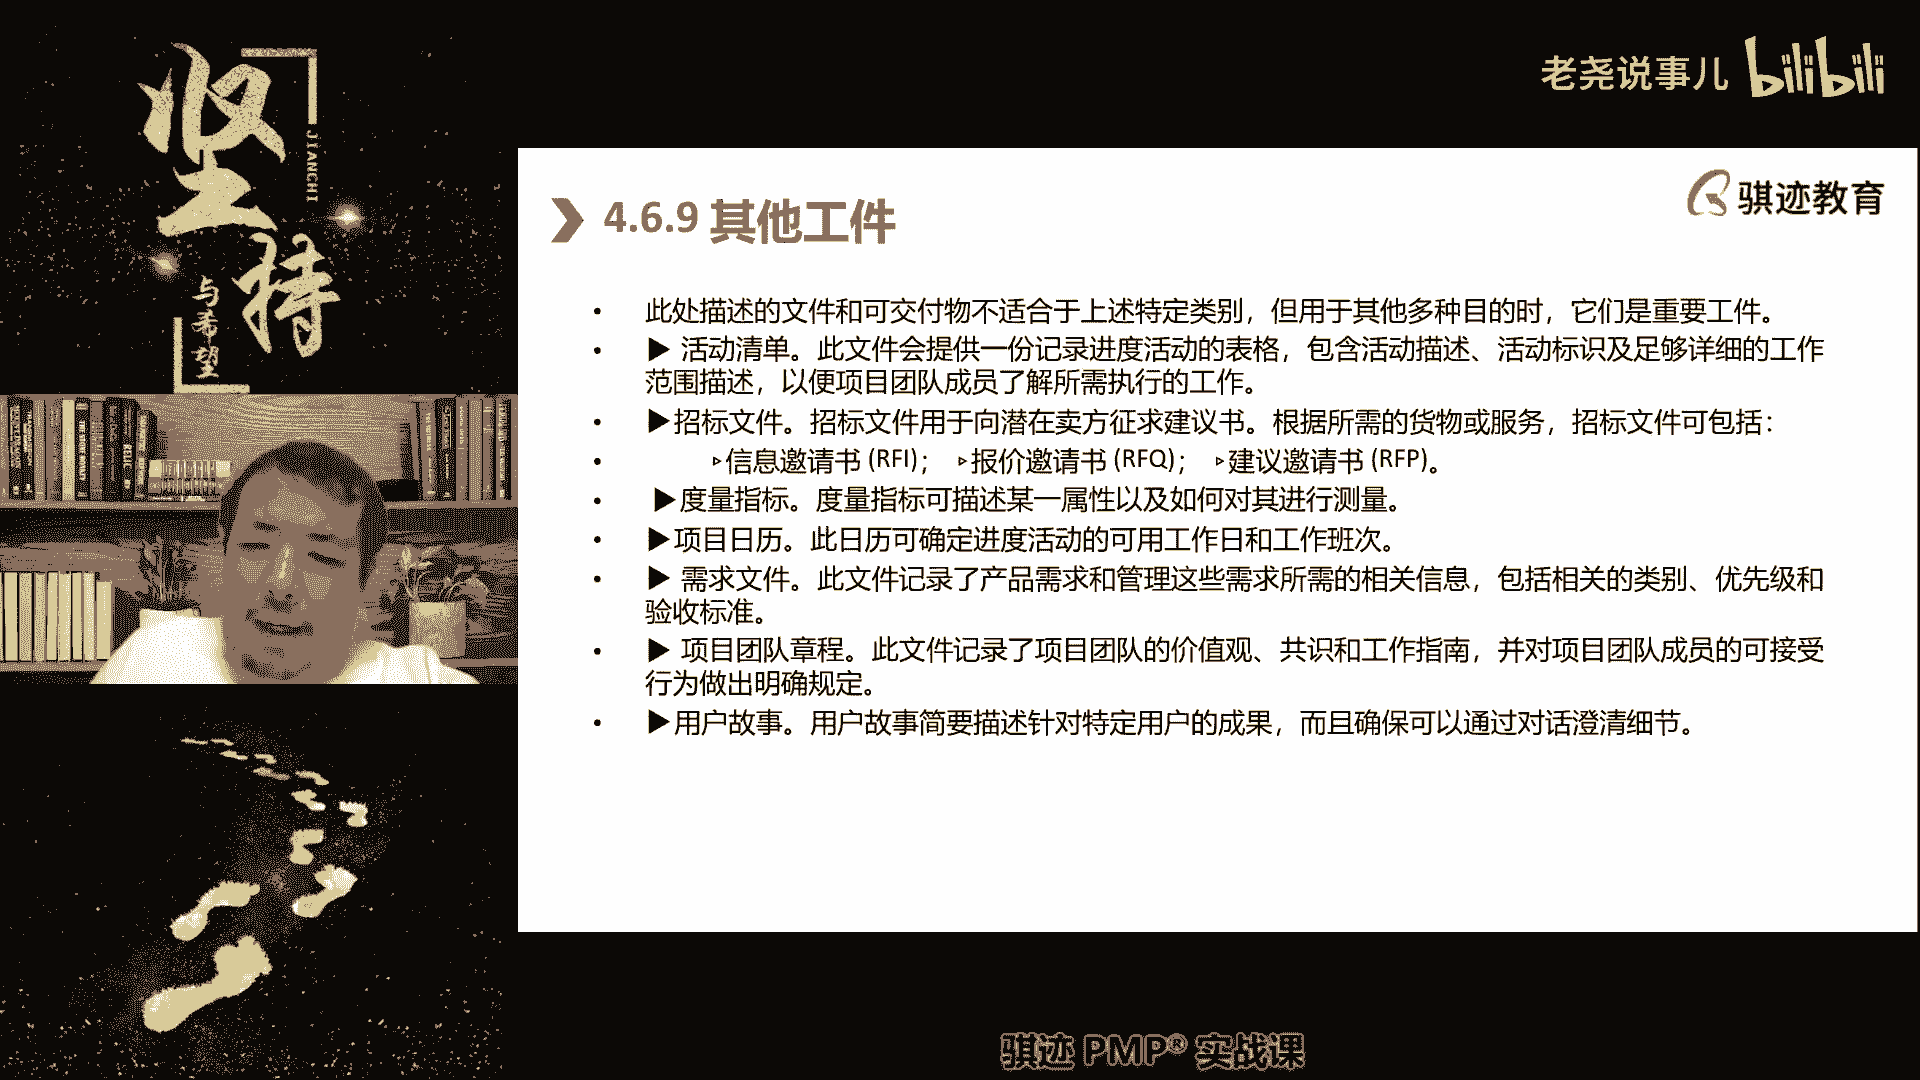 坚持
JIANCHI
与希望
老尧说事儿 bilibili
骐迹教育
4.6.9 其他工件
• 此处描述的文件和可交付物不适合于上述特定类别，但用于其他多种目的时，它们是重要工件。
• ▶ 活动清单。此文件会提供一份记录进度活动的表格，包含活动描述、活动标识及足够详细的工作
范围描述，以便项目团队成员了解所需执行的工作。
• ▶招标文件。招标文件用于向潜在卖方征求建议书。根据所需的货物或服务，招标文件可包括：
• ▹信息邀请书 (RFI)； ▹报价邀请书 (RFQ)； ▹建议邀请书 (RFP)。
• ▶度量指标。度量指标可描述某一属性以及如何对其进行测量。
• ▶项目日历。此日历可确定进度活动的可用工作日和工作班次。
• ▶ 需求文件。此文件记录了产品需求和管理这些需求所需的相关信息，包括相关的类别、优先级和
验收标准。
• ▶ 项目团队章程。此文件记录了项目团队的价值观、共识和工作指南，并对项目团队成员的可接受
行为做出明确规定。
• ▶用户故事。用户故事简要描述针对特定用户的成果，而且确保可以通过对话澄清细节。
骐迹 PMP® 实战课